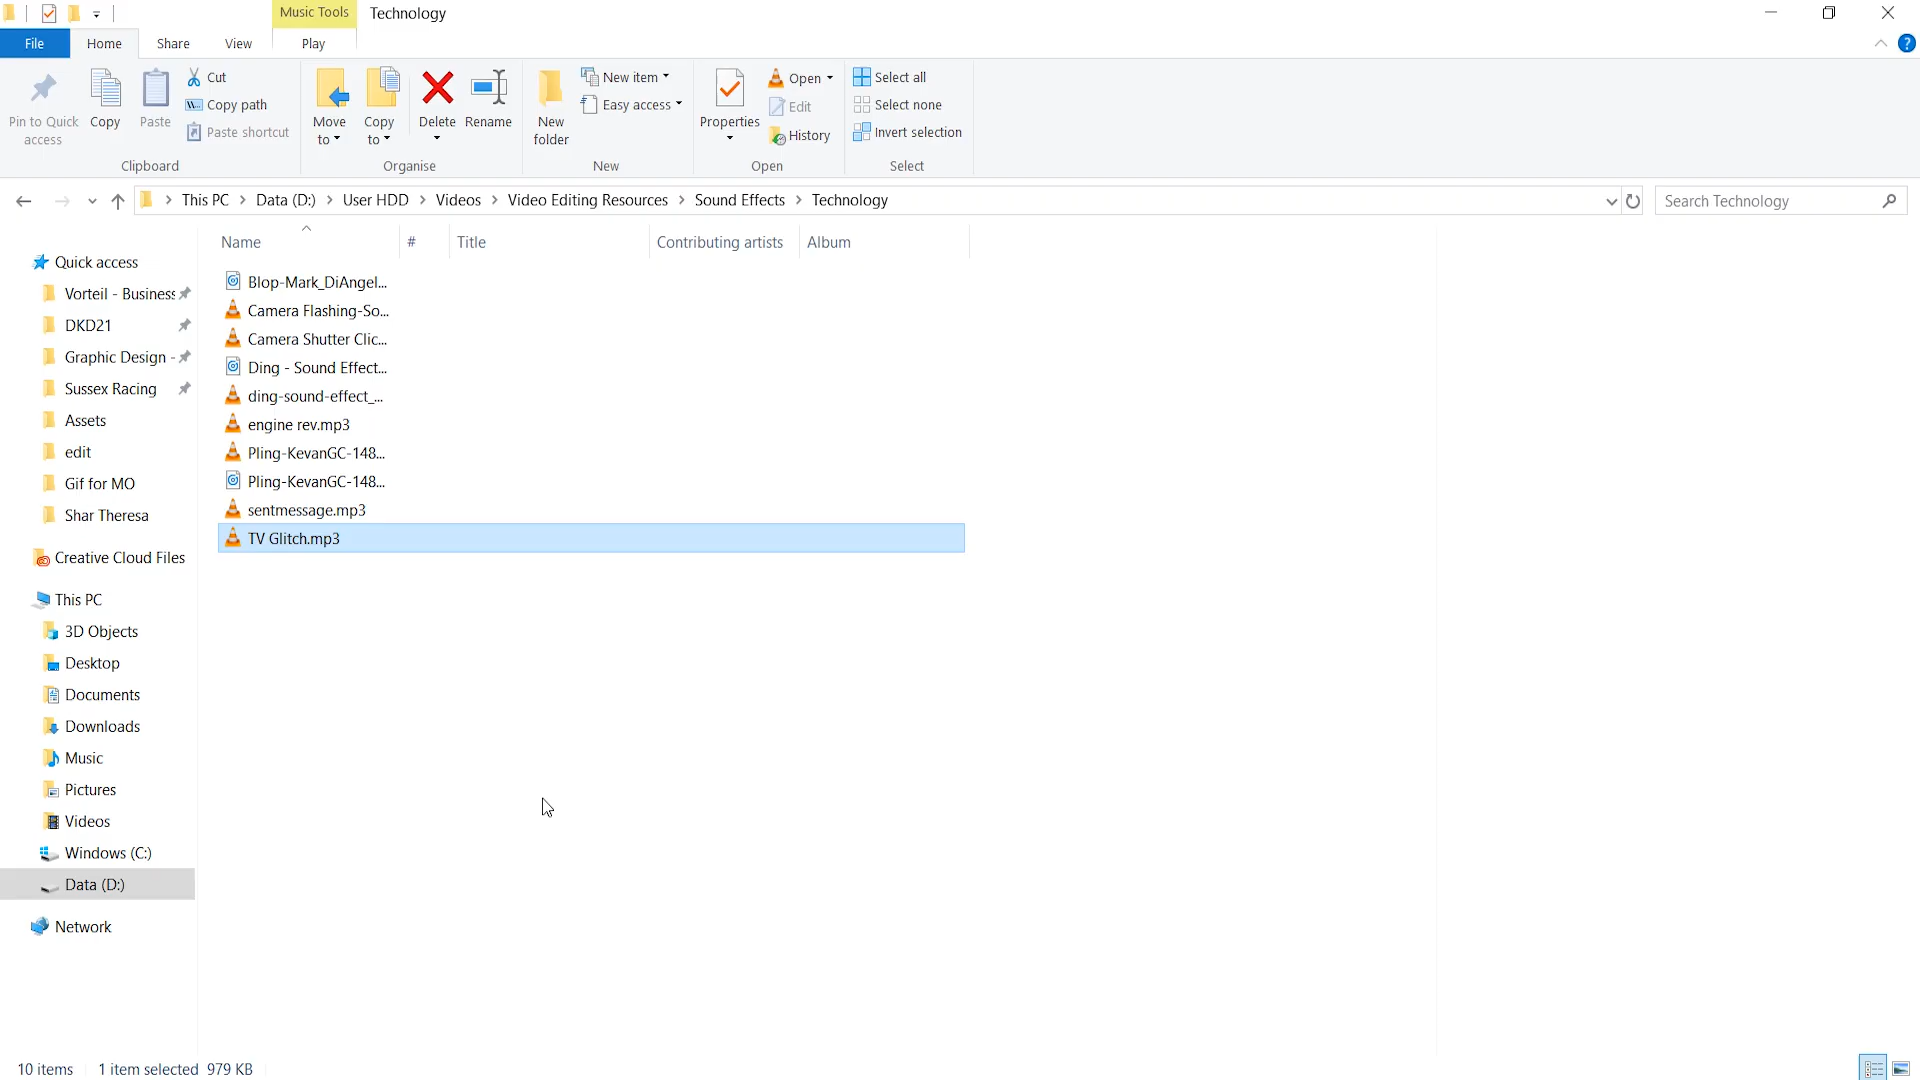 Music Tools
Technology
File
Home
Share
View
Play
Pin to Quick access
Copy
Paste
Cut
Copy path
Paste shortcut
Clipboard
Move to
Copy to
Delete
Rename
Organise
New folder
New item
Easy access
New
Properties
Open
Edit
History
Open
Select all
Select none
Invert selection
Select
This PC > Data (D:) > User HDD > Videos > Video Editing Resources > Sound Effects > Technology
Search Technology
Name
#
Title
Contributing artists
Album
Quick access
Vorteil - Business
DKD21
Graphic Design -
Sussex Racing
Assets
edit
Gif for MO
Shar Theresa
Creative Cloud Files
This PC
3D Objects
Desktop
Documents
Downloads
Music
Pictures
Videos
Windows (C:)
Data (D:)
Network
Blop-Mark_DiAngel...
Camera Flashing-So...
Camera Shutter Clic...
Ding - Sound Effect...
ding-sound-effect_...
engine rev.mp3
Pling-KevanGC-148...
Pling-KevanGC-148...
sentmessage.mp3
TV Glitch.mp3
10 items
1 item selected 979 KB